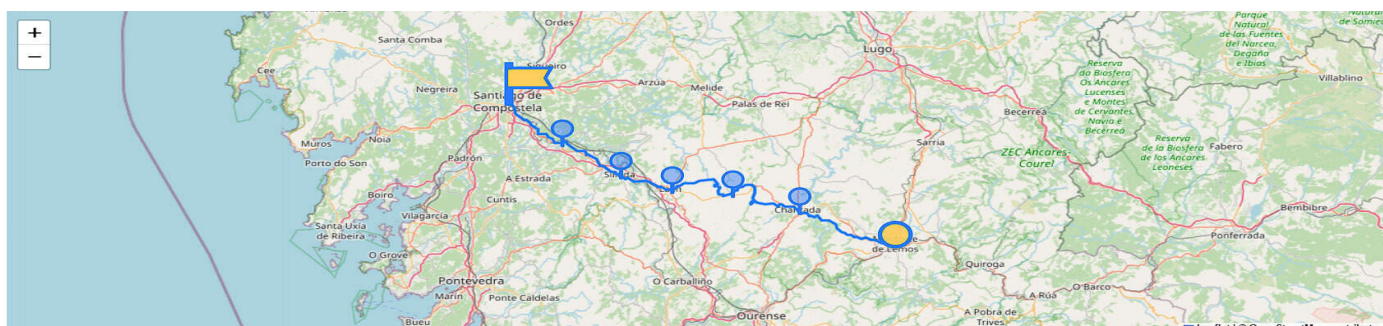 +
−
Ordes
Santa Comba
Cee
Sigüeiro
Negreira
Santiago de
Compostela
Arzúa
Melide
Palas de Rei
Lugo
Muros
Noia
Porto do Son
Padrón
Boiro
Santa Uxía
de Ribeira
A Estrada
Cuntis
Vilagarcía
O Grove
Pontevedra
Marín
Ponte Caldelas
Bueu
Silleda
Lalín
Chantada
de Lemos
O Carballiño
Ourense
Sarria
Becerreá
Reserva
da Biosfera
Os Ancares
Lucenses
e Montes
de Cervantes,
Navia e
Becerreá
ZEC Ancares-
Courel
Parque
Natural
de las Fuentes
del Narcea,
Degaña
e Ibias
Natural
de Somied
Villablino
Reserva
de la Biosfera
de los Ancares
Leoneses
Fabero
Bembibre
Ponferrada
Quiroga
O Barco
A Rúa
A Pobra de
Trives